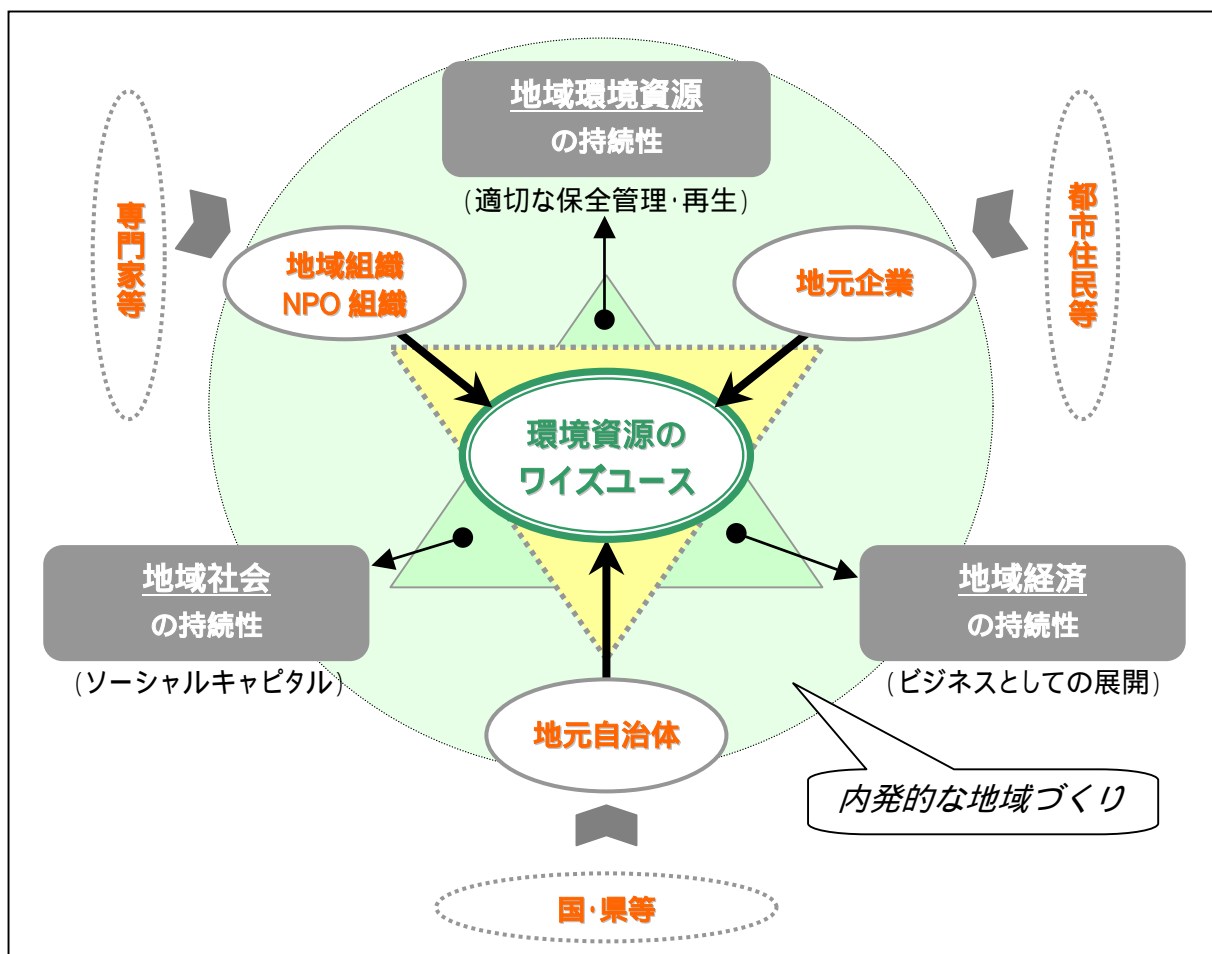 地域環境資源
の持続性
(適切な保全管理・再生)
専門家等
都市住民等
地域組織
NPO 組織
地元企業
環境資源の
ワイズユース
地域社会
の持続性
(ソーシャルキャピタル)
地域経済
の持続性
(ビジネスとしての展開)
地元自治体
内発的な地域づくり
国・県等